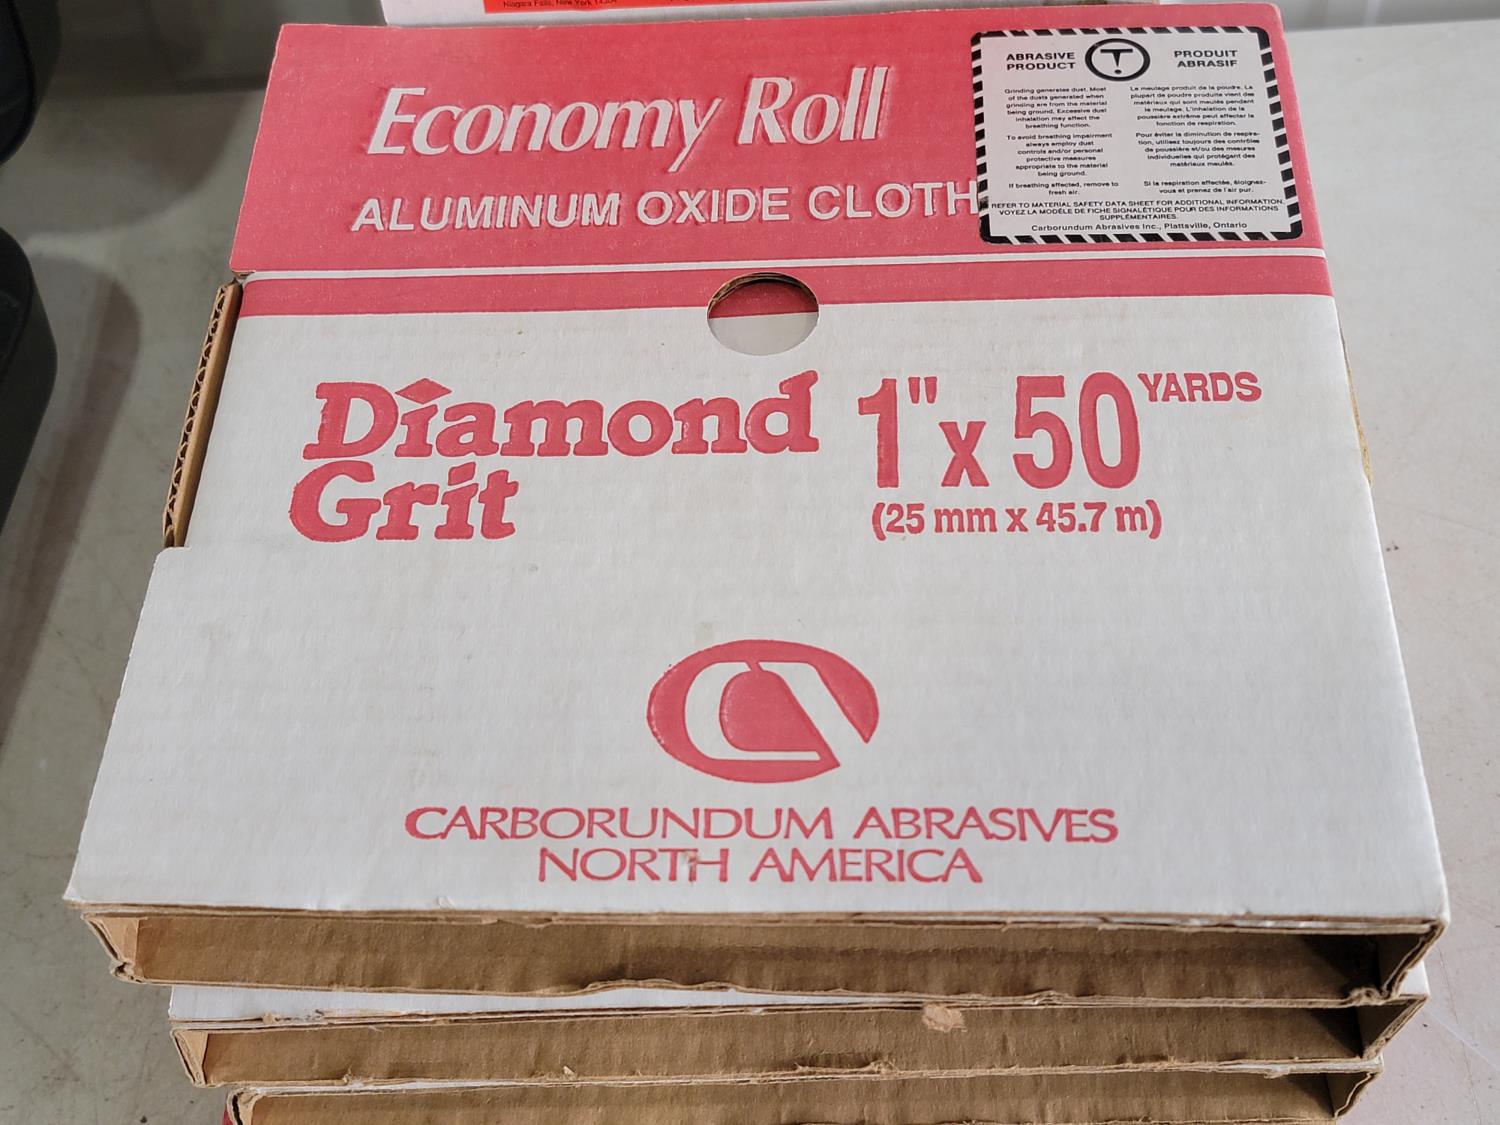 Niagara Falls, New York 14304
Economy Roll
ALUMINUM OXIDE CLOTH
ABRASIVE
PRODUCT
Grinding generates dust. Most
of the dusts generated when
grinding are from the material
being ground. Excessive dust
inhalation may affect the
breathing function.
To avoid breathing impairment
always employ dust
controls and/or personal
protective measures
appropriate to the material
being ground.
If breathing affected, remove to
fresh air.
PRODUIT
ABRASIF
Le meulage produit de la poudre. La
plupart de poudre produite vient des
matériaux qui sont meulés pendant
le meulage. L'inhalation de la
poussière extrême peut affecter la
fonction de respiration.
Pour éviter la diminution de respira-
tion, utilisez toujours des contrôles
de poussière et/ou des mesures
individuelles qui protègent des
matériaux meulés.
Si la respiration affectée, éloignez-
vous et prenez de l'air pur.
REFER TO MATERIAL SAFETY DATA SHEET FOR ADDITIONAL INFORMATION.
VOYEZ LA MODÈLE DE FICHE SIGNALÉTIQUE POUR DES INFORMATIONS
SUPPLÉMENTAIRES.
Carborundum Abrasives Inc., Plattsville, Ontario
Diamond
Grit
1" x 50 YARDS
(25 mm x 45.7 m)
CARBORUNDUM ABRASIVES
NORTH AMERICA